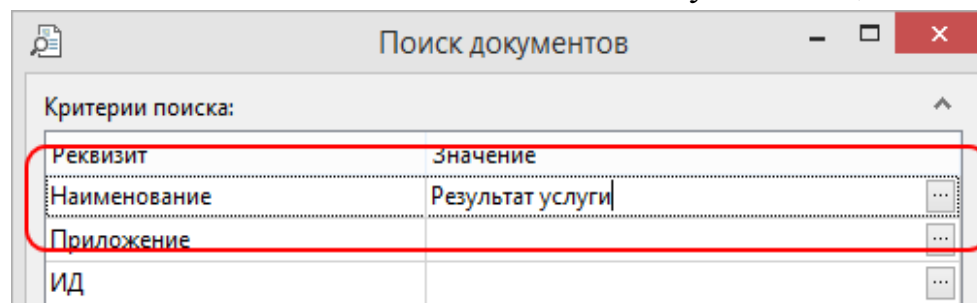 Поиск документов
Критерии поиска:
Реквизит Значение
Наименование Результат услуги
Приложение
ИД